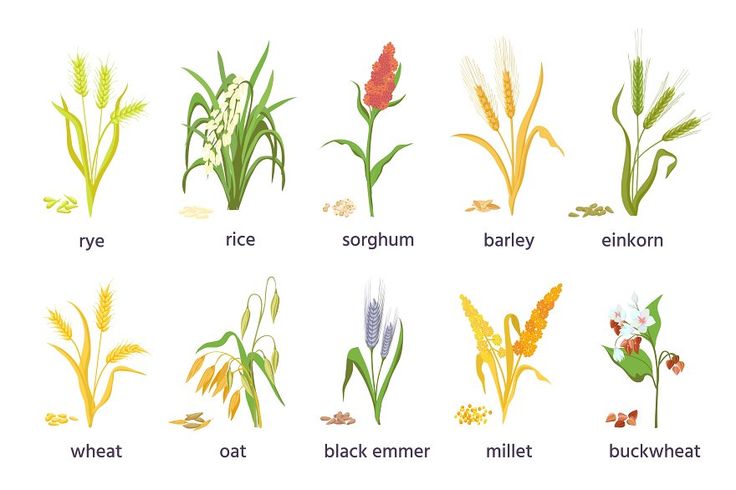 rye
rice
sorghum
barley
einkorn
wheat
oat
black emmer
millet
buckwheat